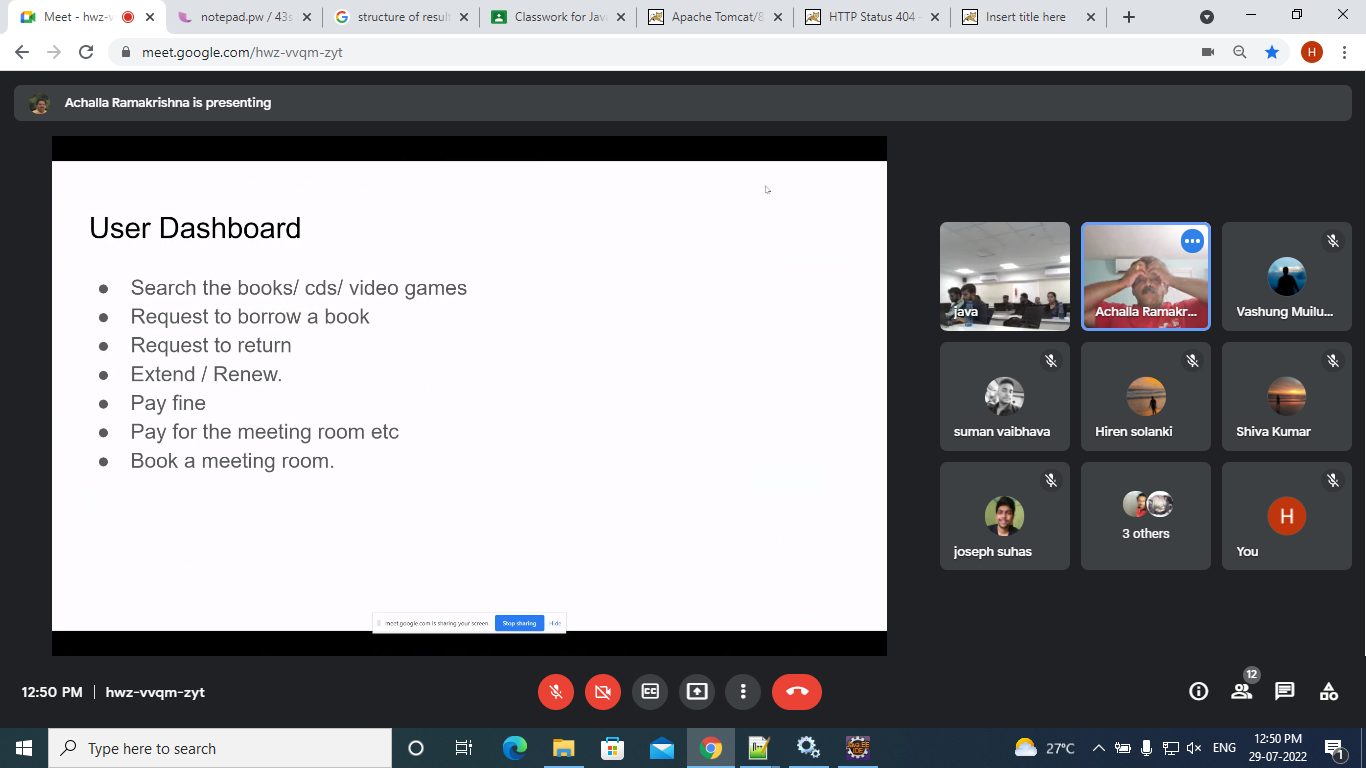 Meet - hwz-v
notepad.pw / 43s
structure of resul
Classwork for Jav
Apache Tomcat/8
HTTP Status 404 –
Insert title here
meet.google.com/hwz-vvqm-zyt
H
Achalla Ramakrishna is presenting
User Dashboard
● Search the books/ cds/ video games
● Request to borrow a book
● Request to return
● Extend / Renew.
● Pay fine
● Pay for the meeting room etc
● Book a meeting room.
meet.google.com is sharing your screen.
Stop sharing
Hide
java
Achalla Ramakr...
Vashung Muilu...
suman vaibhava
Hiren solanki
Shiva Kumar
joseph suhas
3 others
H
You
12:50 PM | hwz-vvqm-zyt
CC
12
Type here to search
27°C
ENG
12:50 PM
29-07-2022
1